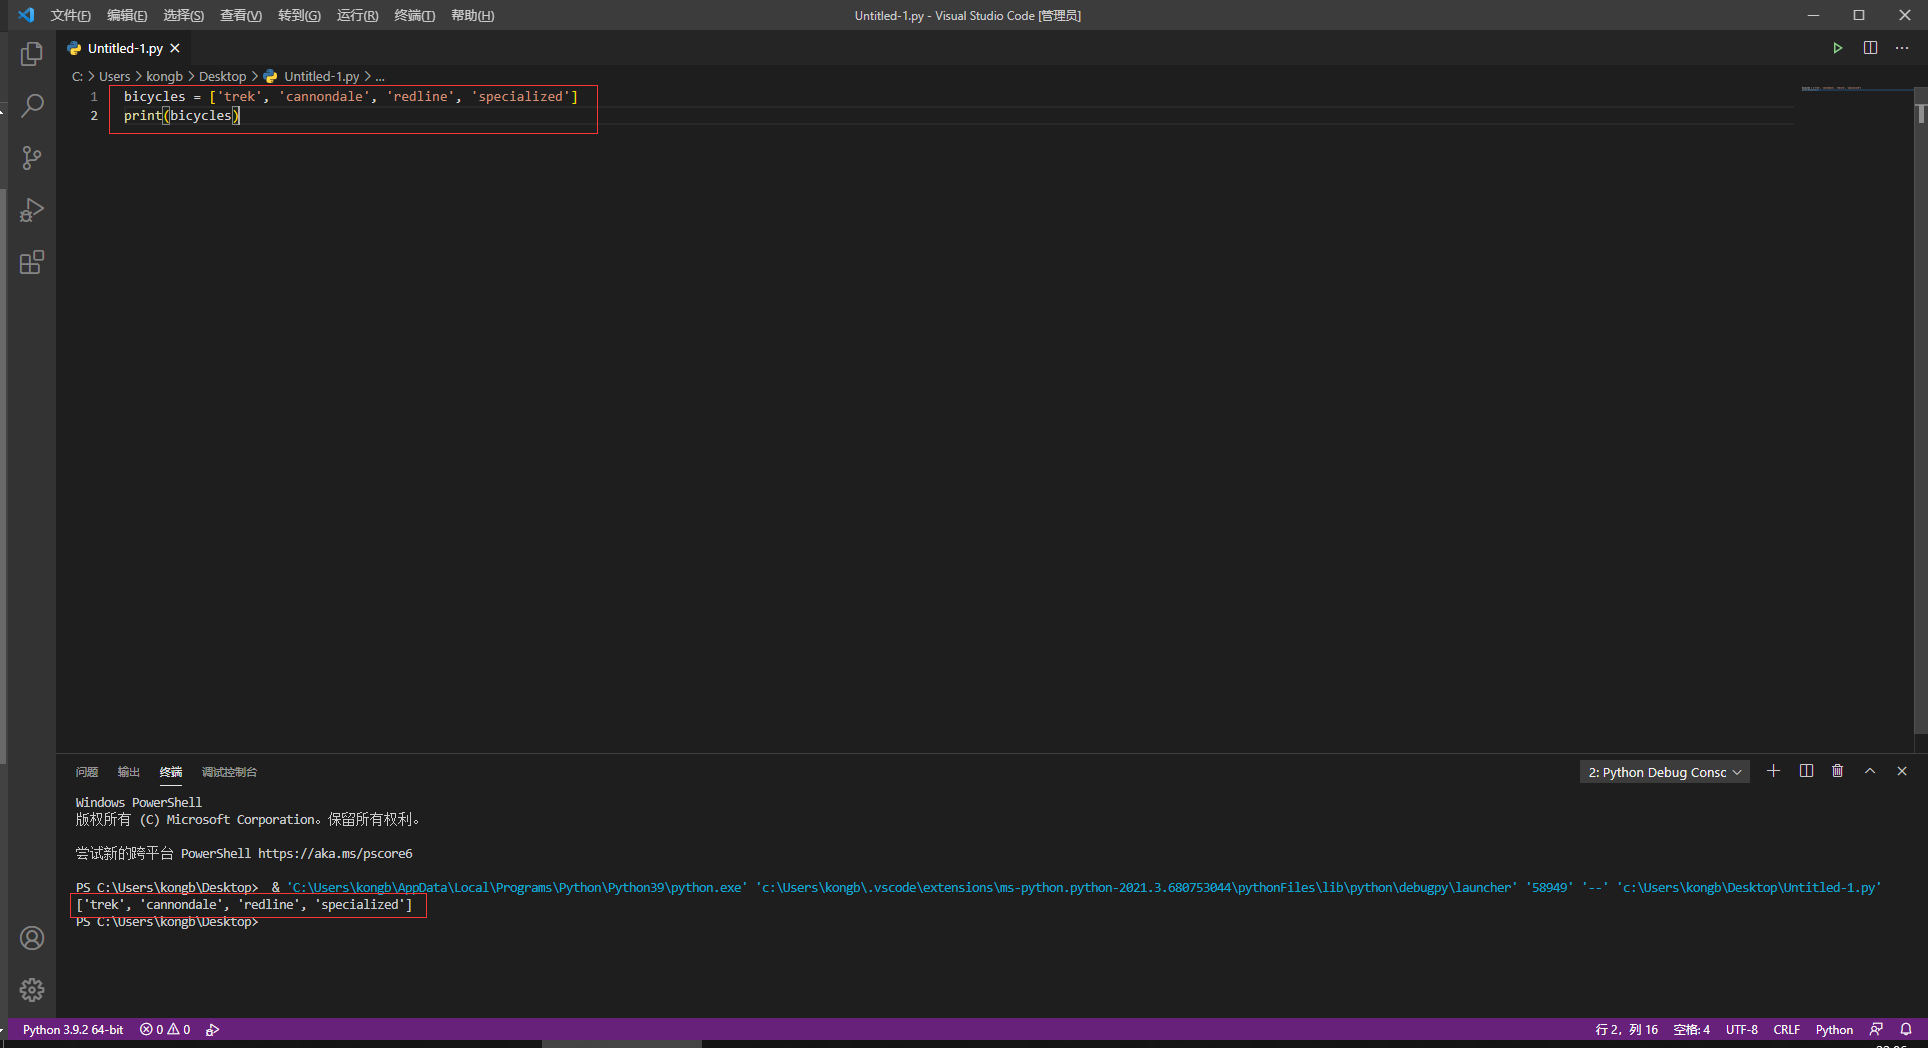 文件(F) 编辑(E) 选择(S) 查看(V) 转到(G) 运行(R) 终端(T) 帮助(H) Untitled-1.py - Visual Studio Code [管理员]
Untitled-1.py
C: > Users > kongb > Desktop > Untitled-1.py > ...
1 bicycles = ['trek', 'cannondale', 'redline', 'specialized']
2 print(bicycles)
问题 输出 终端 调试控制台 2: Python Debug Consc
Windows PowerShell
版权所有 (C) Microsoft Corporation。保留所有权利。
尝试新的跨平台 PowerShell https://aka.ms/pscore6
PS C:\Users\kongb\Desktop>  & 'C:\Users\kongb\AppData\Local\Programs\Python\Python39\python.exe' 'c:\Users\kongb\.vscode\extensions\ms-python.python-2021.3.680753044\pythonFiles\lib\python\debugpy\launcher' '58949' '--' 'c:\Users\kongb\Desktop\Untitled-1.py'
['trek', 'cannondale', 'redline', 'specialized']
PS C:\Users\kongb\Desktop>
Python 3.9.2 64-bit 0 0 行 2，列 16 空格: 4 UTF-8 CRLF Python